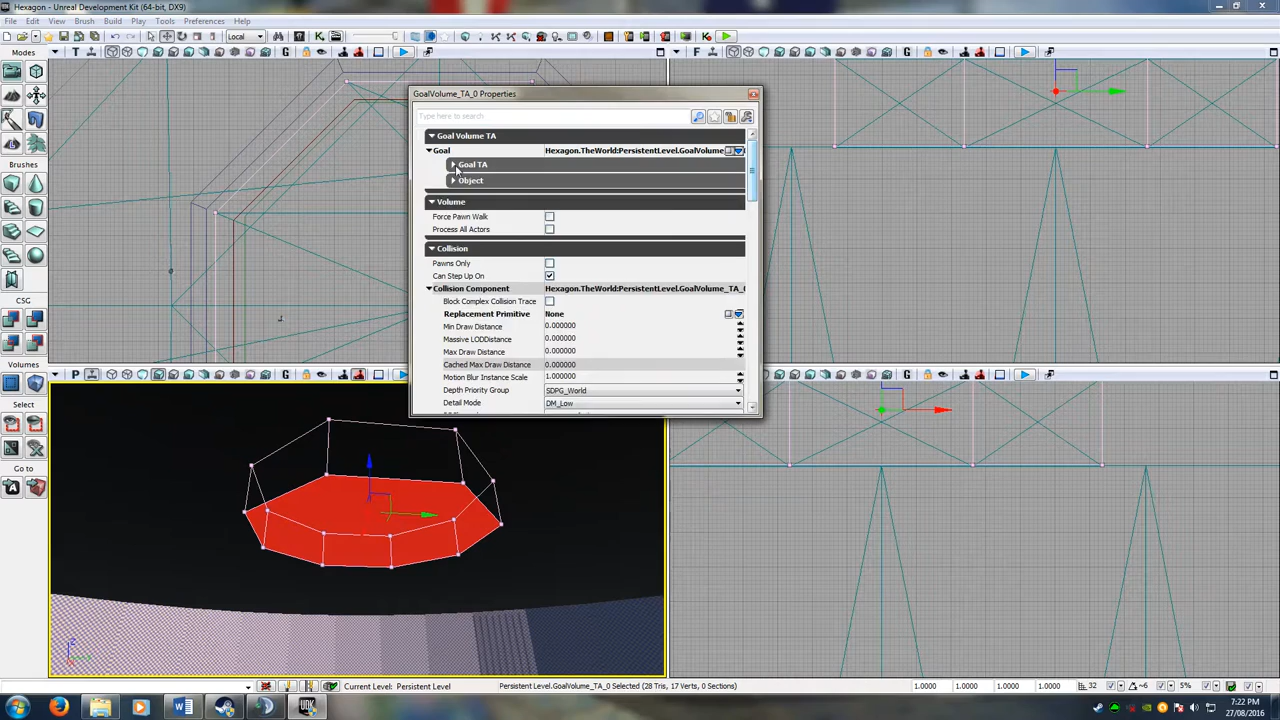 Hexagon - Unreal Development Kit (64-bit, DX9)
File Edit View Brush Build Play Tools Preferences Help
Local
Modes
T
G
F
G
Brushes
CSG
Volumes
Select
Go to
P
G
G
GoalVolume_TA_0 Properties
Type here to search
Goal Volume TA
Goal Hexagon.TheWorld:PersistentLevel.GoalVolume_
Goal TA
Object
Volume
Force Pawn Walk
Process All Actors
Collision
Pawns Only
Can Step Up On
Collision Component Hexagon.TheWorld:PersistentLevel.GoalVolume_TA_0
Block Complex Collision Trace
Replacement Primitive None
Min Draw Distance 0.000000
Massive LODDistance 0.000000
Max Draw Distance 0.000000
Cached Max Draw Distance 0.000000
Motion Blur Instance Scale 1.000000
Depth Priority Group SDPG_World
Detail Mode DM_Low
Z
Current Level: Persistent Level
Persistent Level.GoalVolume_TA_0 Selected (28 Tris, 17 Verts, 0 Sections)
1.0000 1.0000 1.0000 1.0000 32 ~6 5%
7:22 PM
27/08/2016